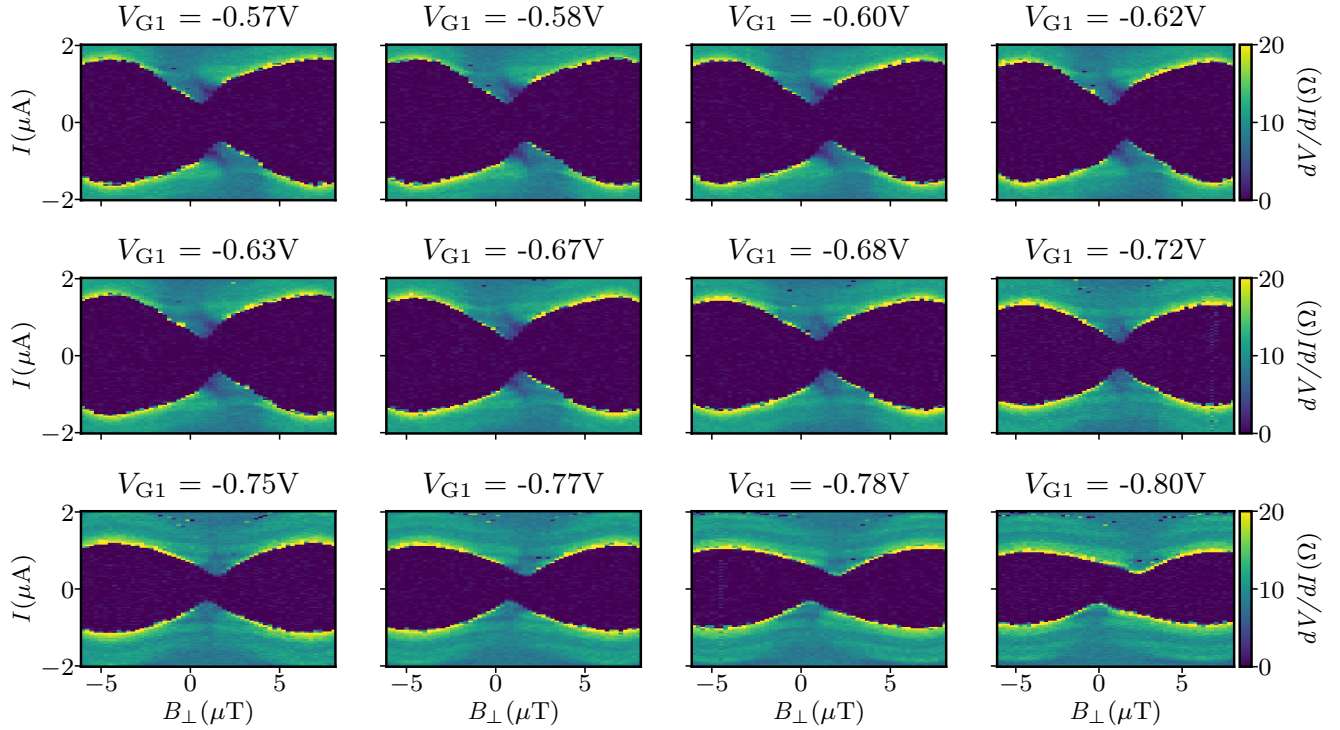 V_G1 = -0.57V V_G1 = -0.58V V_G1 = -0.60V V_G1 = -0.62V
2 20
I(μA) 0 10 dV/dI(Ω)
−2 0
V_G1 = -0.63V V_G1 = -0.67V V_G1 = -0.68V V_G1 = -0.72V
2 20
I(μA) 0 10 dV/dI(Ω)
−2 0
V_G1 = -0.75V V_G1 = -0.77V V_G1 = -0.78V V_G1 = -0.80V
2 20
I(μA) 0 10 dV/dI(Ω)
−2 0
−5 0 5 −5 0 5 −5 0 5 −5 0 5
B_⊥(μT) B_⊥(μT) B_⊥(μT) B_⊥(μT)